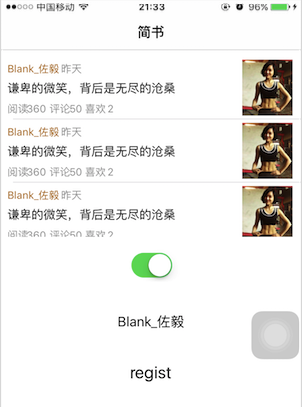 中国移动 21:33 96%
简书
Blank_佐毅 昨天
谦卑的微笑，背后是无尽的沧桑
阅读360 评论50 喜欢 2
Blank_佐毅 昨天
谦卑的微笑，背后是无尽的沧桑
阅读360 评论50 喜欢 2
Blank_佐毅 昨天
谦卑的微笑，背后是无尽的沧桑
阅读360 评论50 喜欢 2
Blank_佐毅
regist